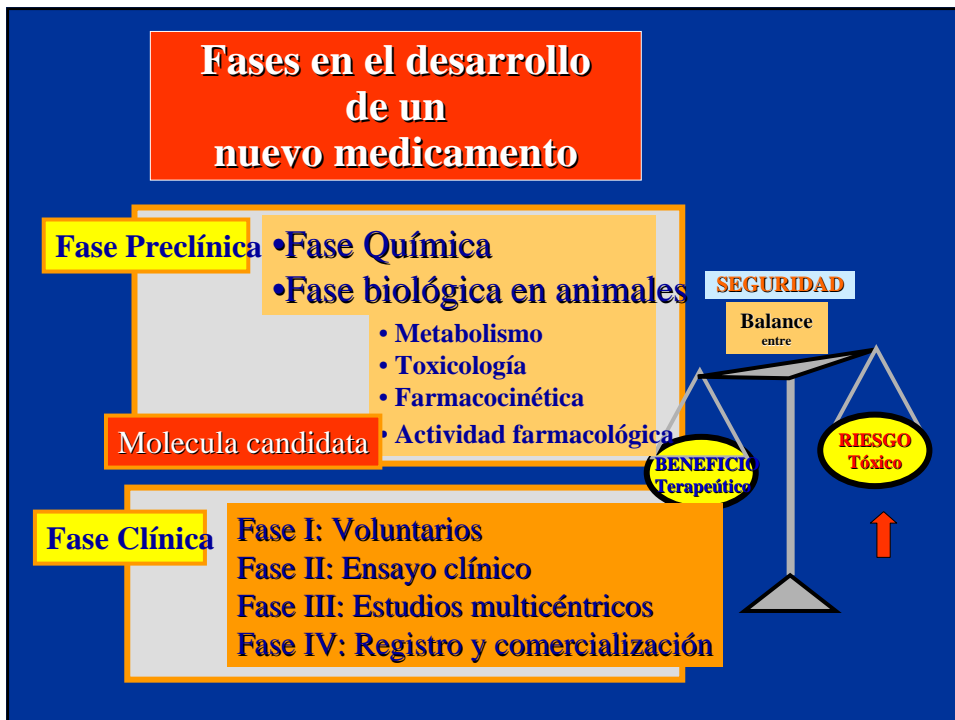 Fases en el desarrollo
de un
nuevo medicamento
Fase Preclínica
•Fase Química
•Fase biológica en animales
• Metabolismo
• Toxicología
• Farmacocinética
• Actividad farmacológica
Molecula candidata
SEGURIDAD
Balance
entre
BENEFICIO
Terapeútico
RIESGO
Tóxico
Fase Clínica
Fase I: Voluntarios
Fase II: Ensayo clínico
Fase III: Estudios multicéntricos
Fase IV: Registro y comercialización